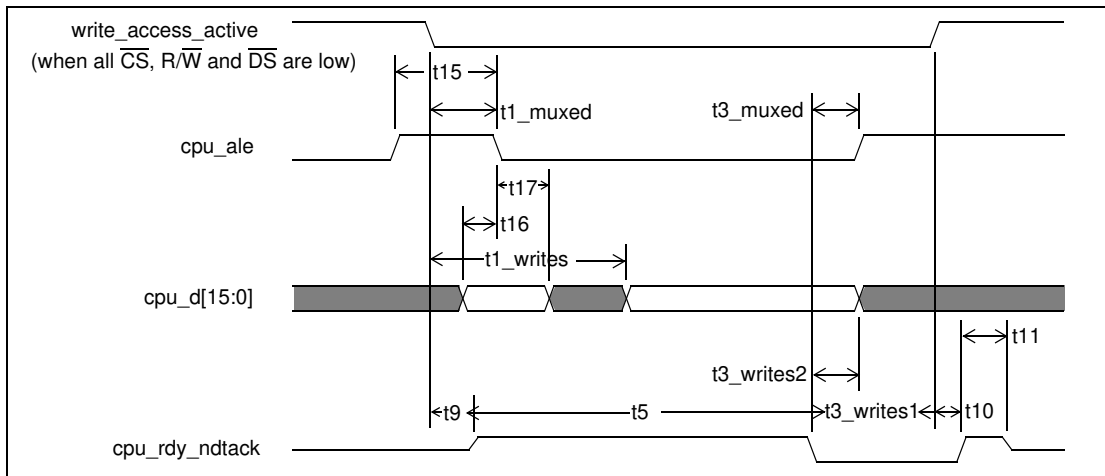 write_access_active
(when all CS, R/W and DS are low)
t15
t1_muxed
t3_muxed
cpu_ale
t17
t16
t1_writes
cpu_d[15:0]
t11
t3_writes2
t9
t5
t3_writes1
t10
cpu_rdy_ndtack